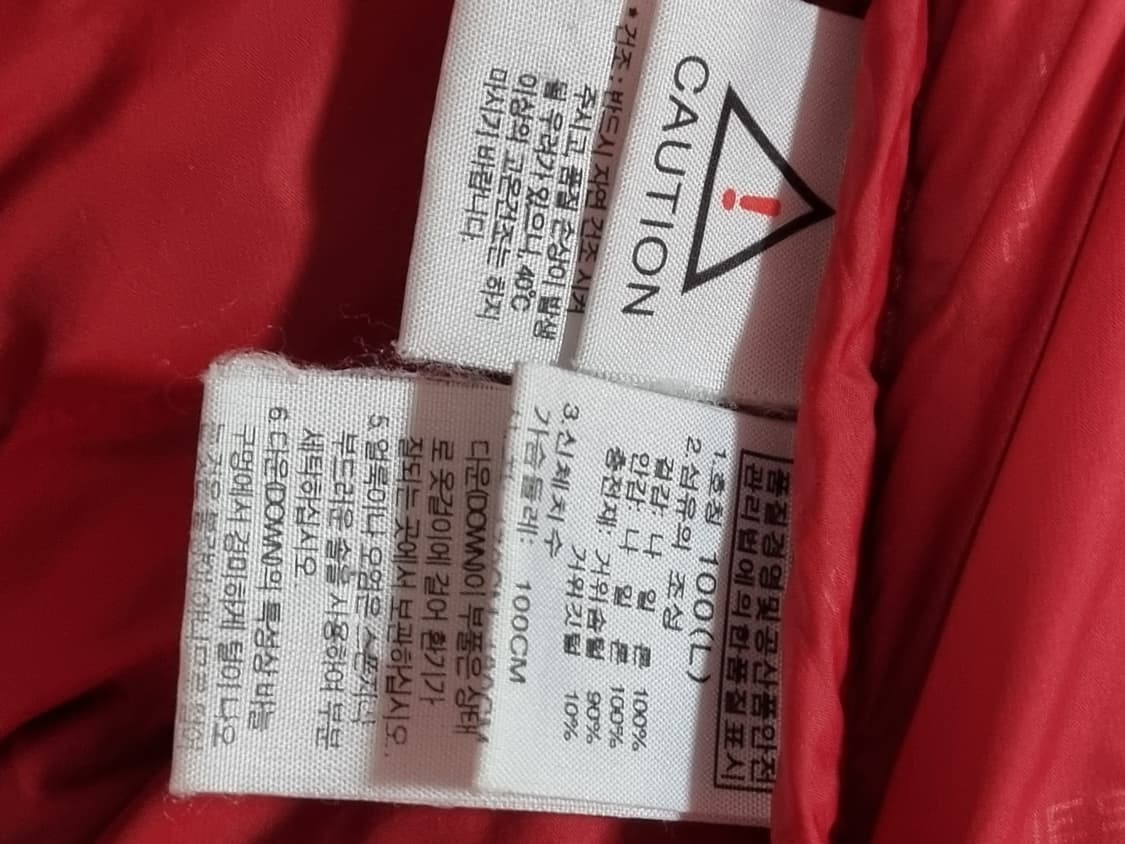 CAUTION
* 건조 : 반드시 자연 건조 시켜
주시고 품질 손상이 발생
될 우려가 있으니, 40℃
이상의 고온건조는 하지
마시기 바랍니다.
품질경영및공산품안전
관리법에의한품질표시
1.호칭 100(L)
2.섬유의 조성
겉감: 나 일 론 100%
안감: 나 일 론 100%
충전재: 거위솜털 90%
거위깃털 10%
3.신체치수
가슴둘레: 100CM
다운(DOWN)이 부풀은 상태
로 옷걸이에 걸어 환기가
잘되는 곳에서 보관하십시오.
5.얼룩이나 오염은 스폰지나
부드러운 솔을 사용하여 부분
세탁하십시오
6.다운(DOWN)의 특성상 바늘
구멍에서 경미하게 털이 나오